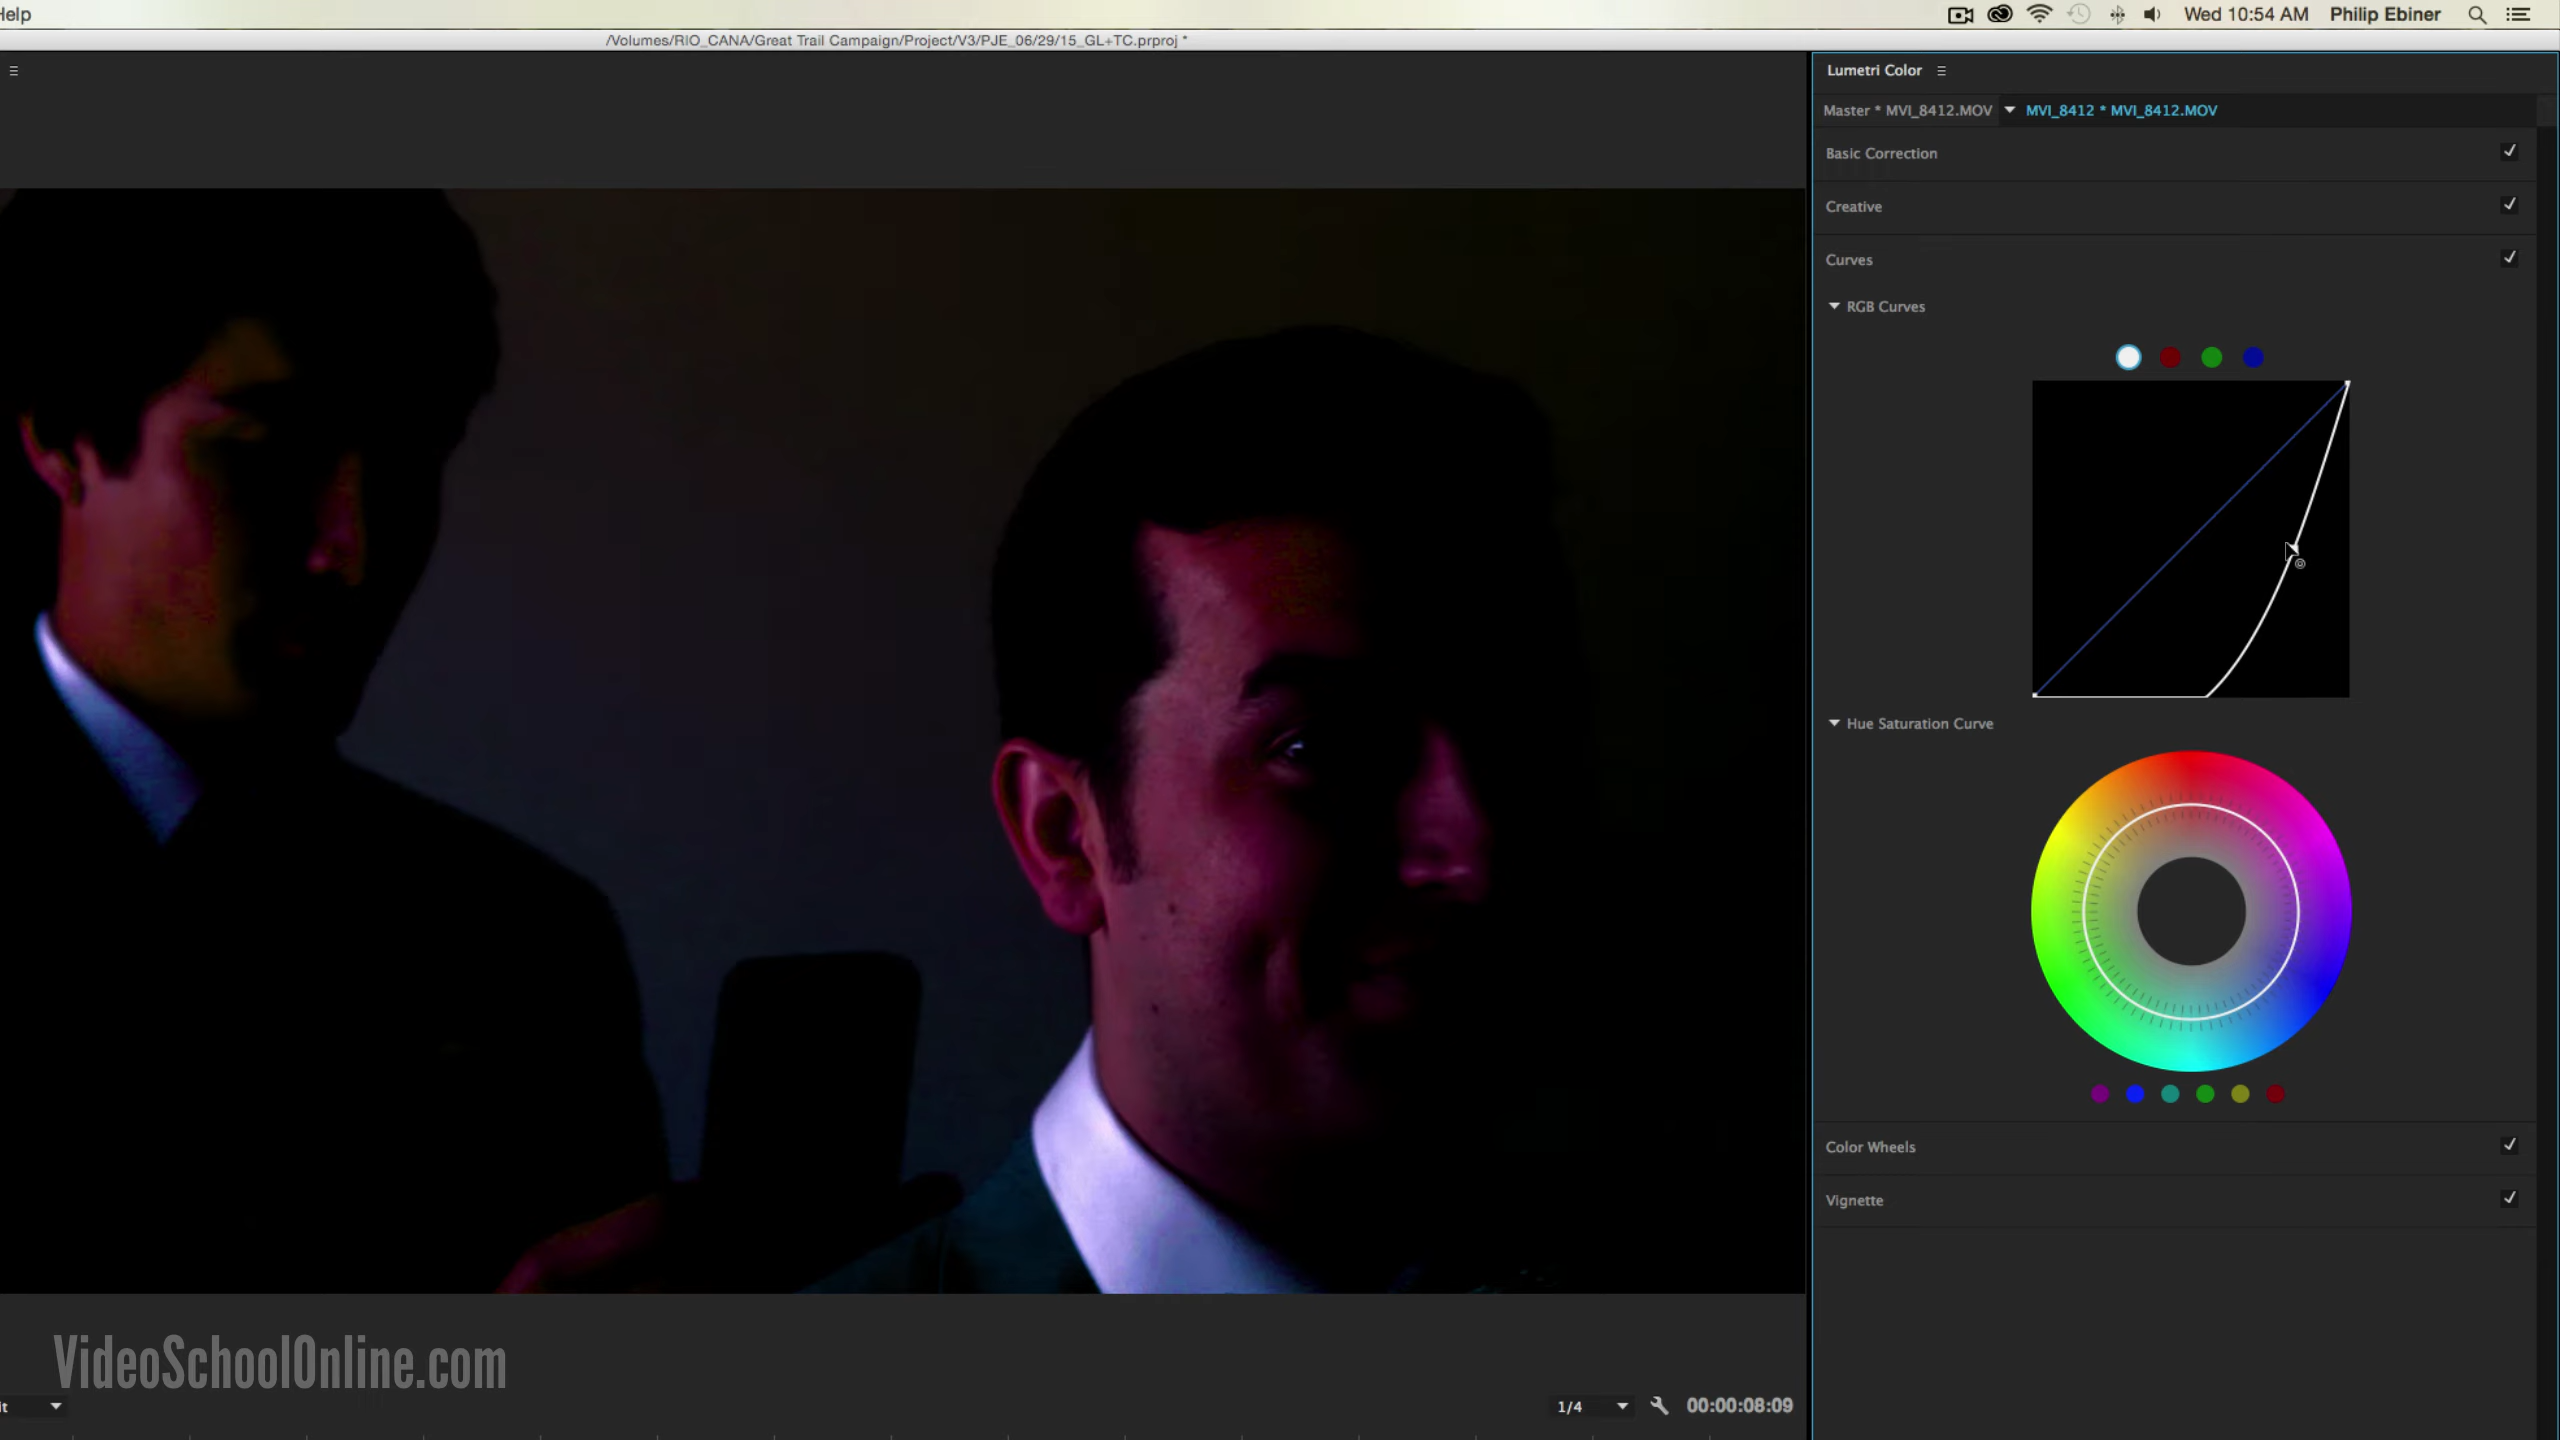 Help
Wed 10:54 AM Philip Ebiner
/Volumes/RIO_CANA/Great Trail Campaign/Project/V3/PJE_06/29/15_GL+TC.prproj *
Lumetri Color
Master * MVI_8412.MOV
MVI_8412 * MVI_8412.MOV
Basic Correction
Creative
Curves
RGB Curves
Hue Saturation Curve
Color Wheels
Vignette
VideoSchoolOnline.com
it
1/4
00:00:08:09